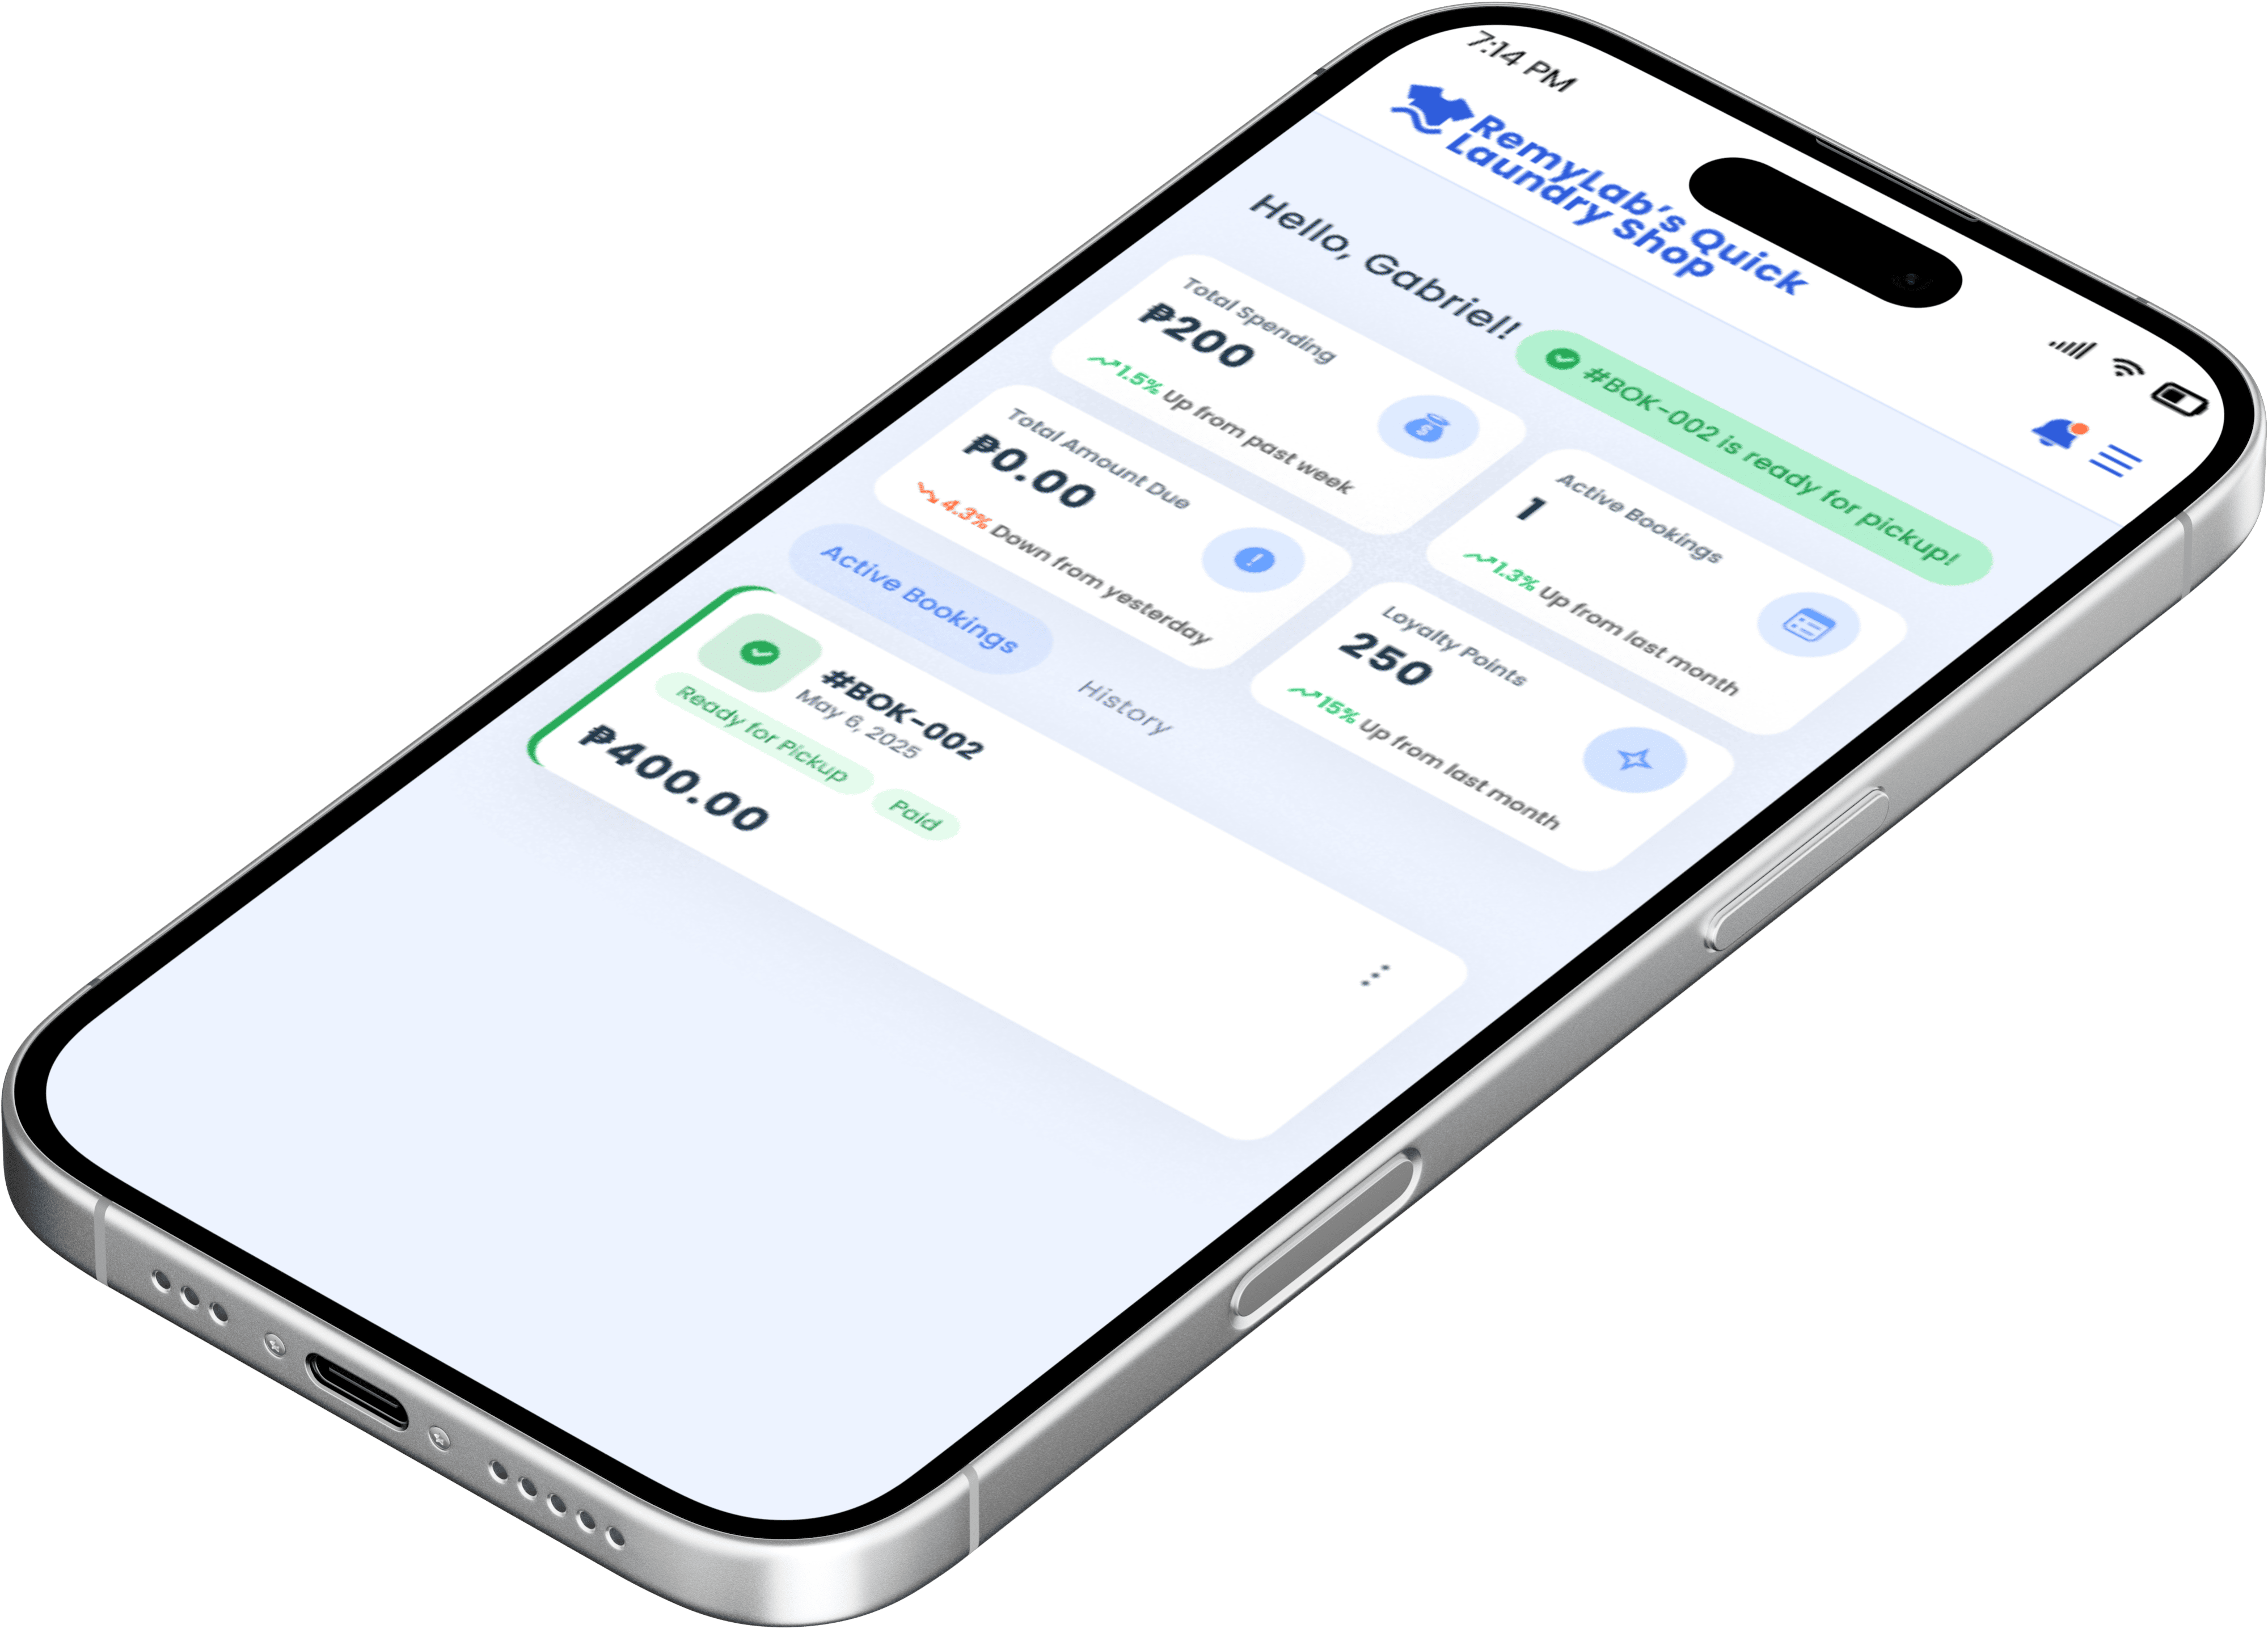 7:14 PM
RemyLab's Quick
Laundry Shop
Hello, Gabriel!
#BOK-002 is ready for pickup!
Total Spending
₱200
1.5% Up from past week
Active Bookings
1
1.3% Up from last month
Total Amount Due
₱0.00
4.3% Down from yesterday
Loyalty Points
250
15% Up from last month
Active Bookings
History
#BOK-002
May 6, 2025
Ready for Pickup
Paid
₱400.00